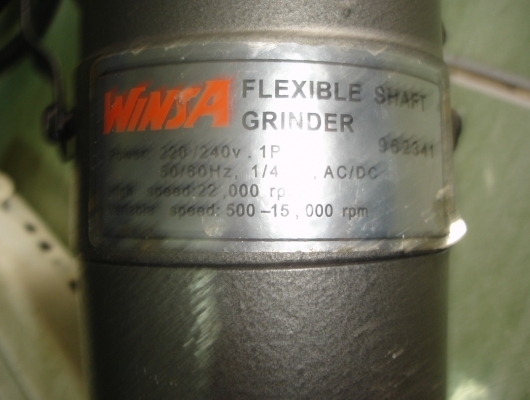 WINSA FLEXIBLE SHAFT
GRINDER
962341
Power: 220/240v, 1P
50/60Hz, 1/4 , AC/DC
High speed: 22,000 rp
Variable speed: 500-15,000 rpm